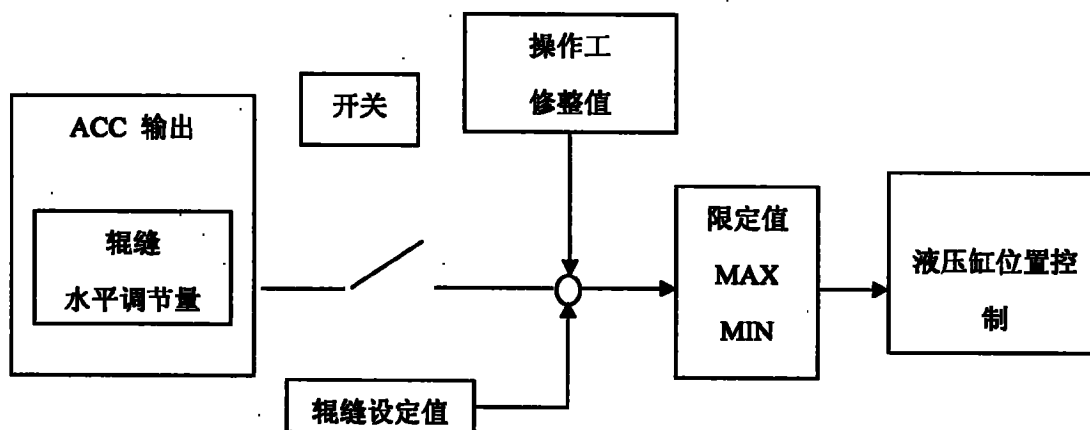 操作工
修整值
开关
ACC 输出
辊缝
水平调节量
限定值
MAX
MIN
液压缸位置控
制
辊缝设定值